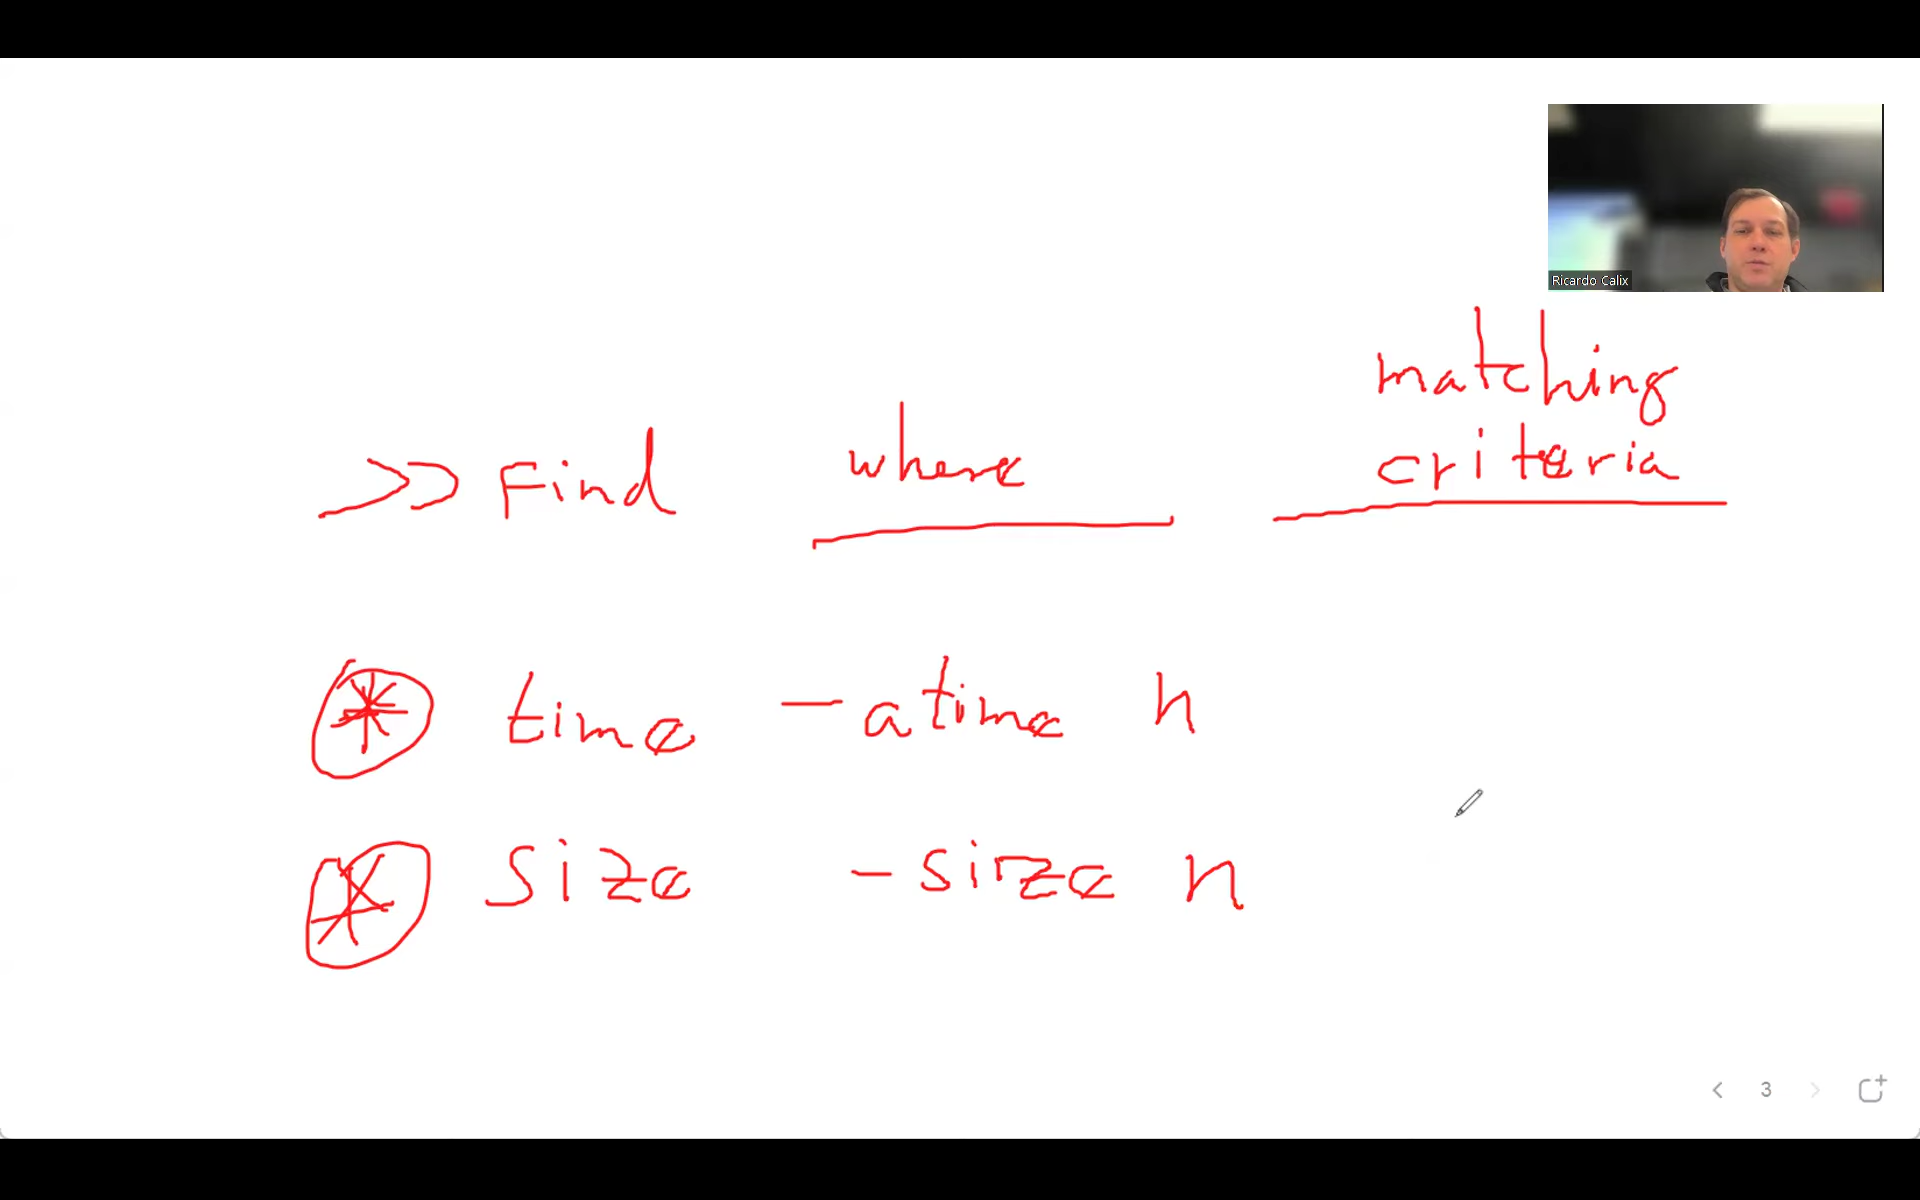 Ricardo Calix
matching
>> Find where criteria
* time -atime n
* size -size n
3